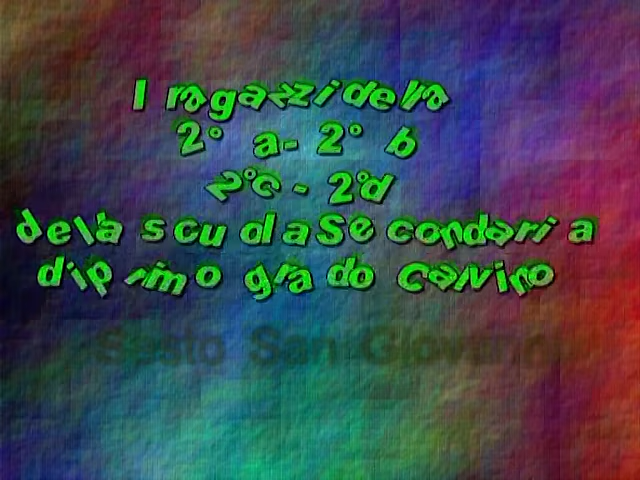 I ragazzi della
2° a - 2° b
2°c - 2°d
della scuola Secondaria
di primo grado Calvino
Sesto San Giovanni